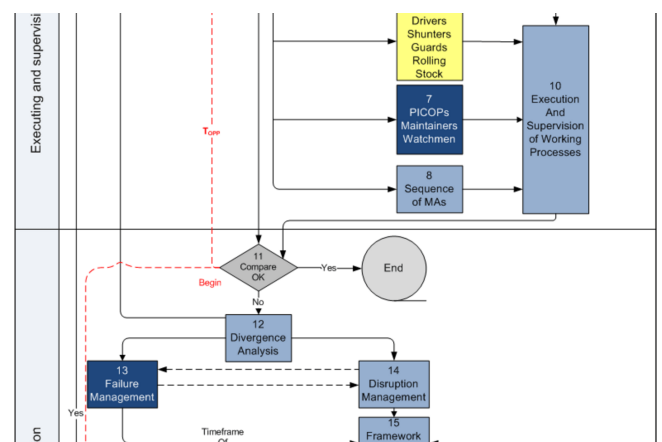 Executing and supervisi
Drivers
Shunters
Guards
Rolling
Stock
7
PICOPs
Maintainers
Watchmen
8
Sequence
of MAs
10
Execution
And
Supervision
of Working
Processes
TOPP
11
Compare
OK
Yes
End
Begin
No
12
Divergence
Analysis
13
Failure
Management
14
Disruption
Management
Yes
15
Framework
Timeframe
Of
on